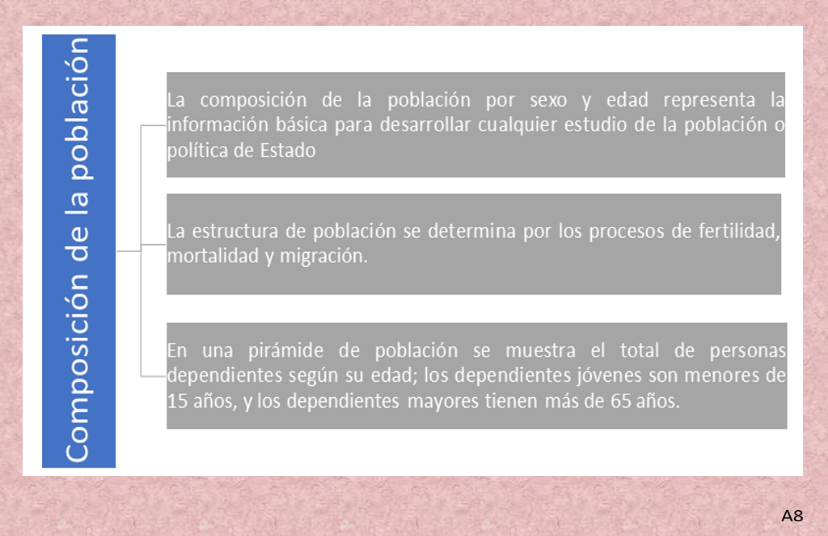 Composición de la población
La composición de la población por sexo y edad representa la
información básica para desarrollar cualquier estudio de la población o
política de Estado
La estructura de población se determina por los procesos de fertilidad,
mortalidad y migración.
En una pirámide de población se muestra el total de personas
dependientes según su edad; los dependientes jóvenes son menores de
15 años, y los dependientes mayores tienen más de 65 años.
A8